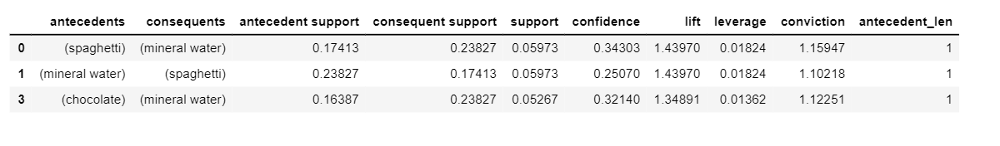 antecedents consequents antecedent support consequent support support confidence lift leverage conviction antecedent_len
0 (spaghetti) (mineral water) 0.17413 0.23827 0.05973 0.34303 1.43970 0.01824 1.15947 1
1 (mineral water) (spaghetti) 0.23827 0.17413 0.05973 0.25070 1.43970 0.01824 1.10218 1
3 (chocolate) (mineral water) 0.16387 0.23827 0.05267 0.32140 1.34891 0.01362 1.12251 1